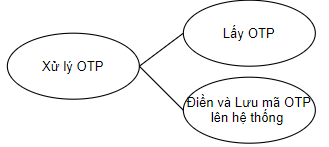 Xử lý OTP
Lấy OTP
Điền và Lưu mã OTP
lên hệ thống